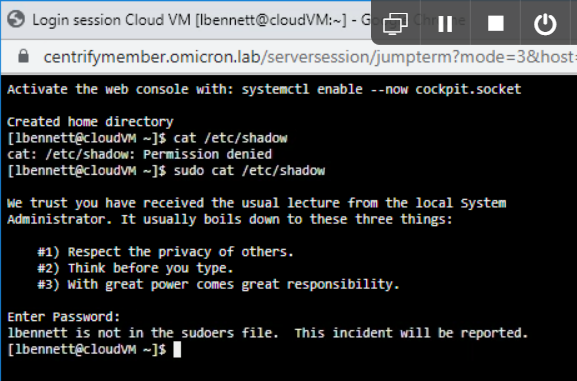 Login session Cloud VM [lbennett@cloudVM:~] - Go
centrifymember.omicron.lab/serversession/jumpterm?mode=3&host=
Activate the web console with: systemctl enable --now cockpit.socket
Created home directory
[lbennett@cloudVM ~]$ cat /etc/shadow
cat: /etc/shadow: Permission denied
[lbennett@cloudVM ~]$ sudo cat /etc/shadow
We trust you have received the usual lecture from the local System
Administrator. It usually boils down to these three things:
#1) Respect the privacy of others.
#2) Think before you type.
#3) With great power comes great responsibility.
Enter Password:
lbennett is not in the sudoers file.  This incident will be reported.
[lbennett@cloudVM ~]$